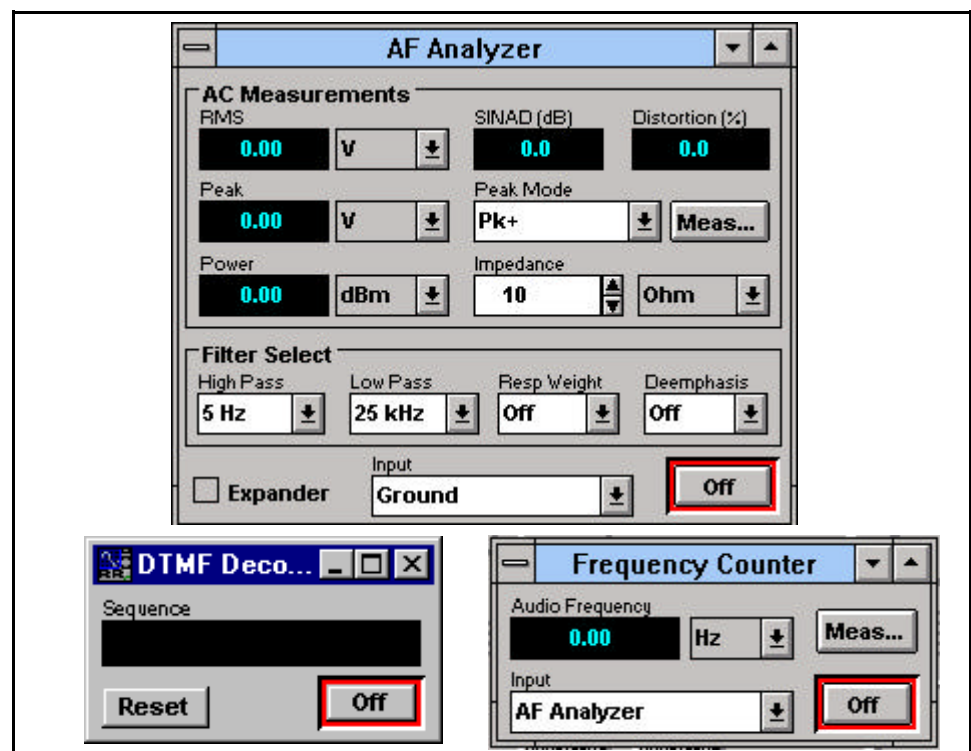 AF Analyzer
AC Measurements
RMS SINAD (dB) Distortion (%)
0.00 V 0.0 0.0
Peak Peak Mode
0.00 V Pk+ Meas...
Power Impedance
0.00 dBm 10 Ohm
Filter Select
High Pass Low Pass Resp Weight Deemphasis
5 Hz 25 kHz Off Off
Input
Expander Ground Off
DTMF Deco...
Sequence
Reset Off
Frequency Counter
Audio Frequency
0.00 Hz Meas...
Input
AF Analyzer Off